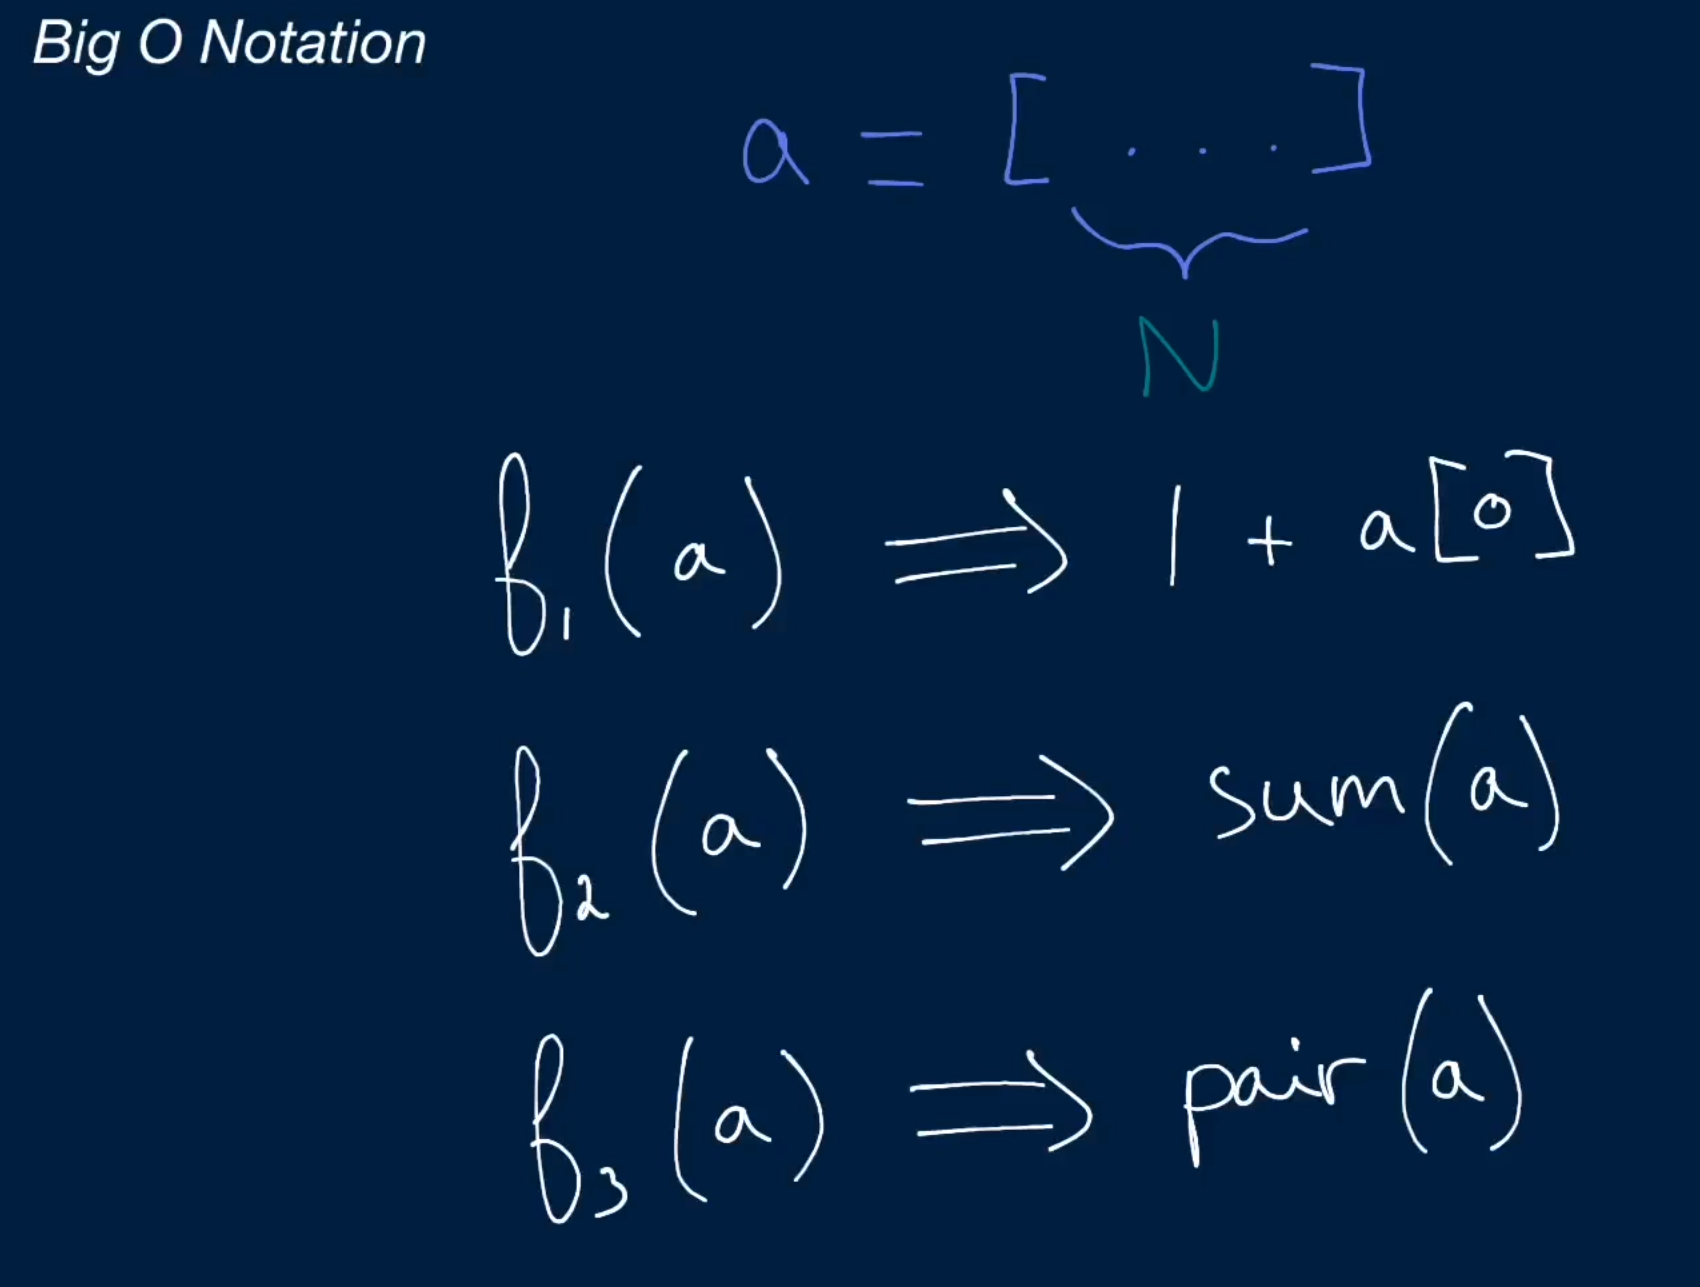 Big O Notation
a = [ . . . ]
N
f₁(a) ⟹ 1 + a[0]
f₂(a) ⟹ sum(a)
f₃(a) ⟹ pair(a)